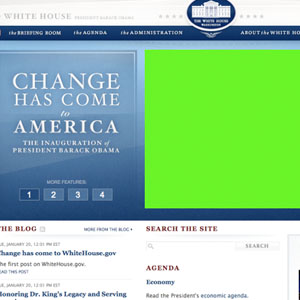 WHITE HOUSE PRESIDENT BARACK OBAMA
THE WHITE HOUSE
WASHINGTON
the BRIEFING ROOM the AGENDA the ADMINISTRATION ABOUT the WHITE HO
CHANGE
HAS COME
to
AMERICA
THE INAUGURATION of
PRESIDENT BARACK OBAMA
MORE FEATURES:
1 2 3 4
THE BLOG MORE FROM THE BLOG
SEARCH THE SITE
UE, JANUARY 20, 12:01 PM EST
SEARCH
Change has come to WhiteHouse.gov
The first post on WhiteHouse.gov.
READ THIS POST
AGENDA
Economy
UE, JANUARY 20, 12:01 PM EST
Honoring Dr. King's Legacy and Serving
Read the President's economic agenda.